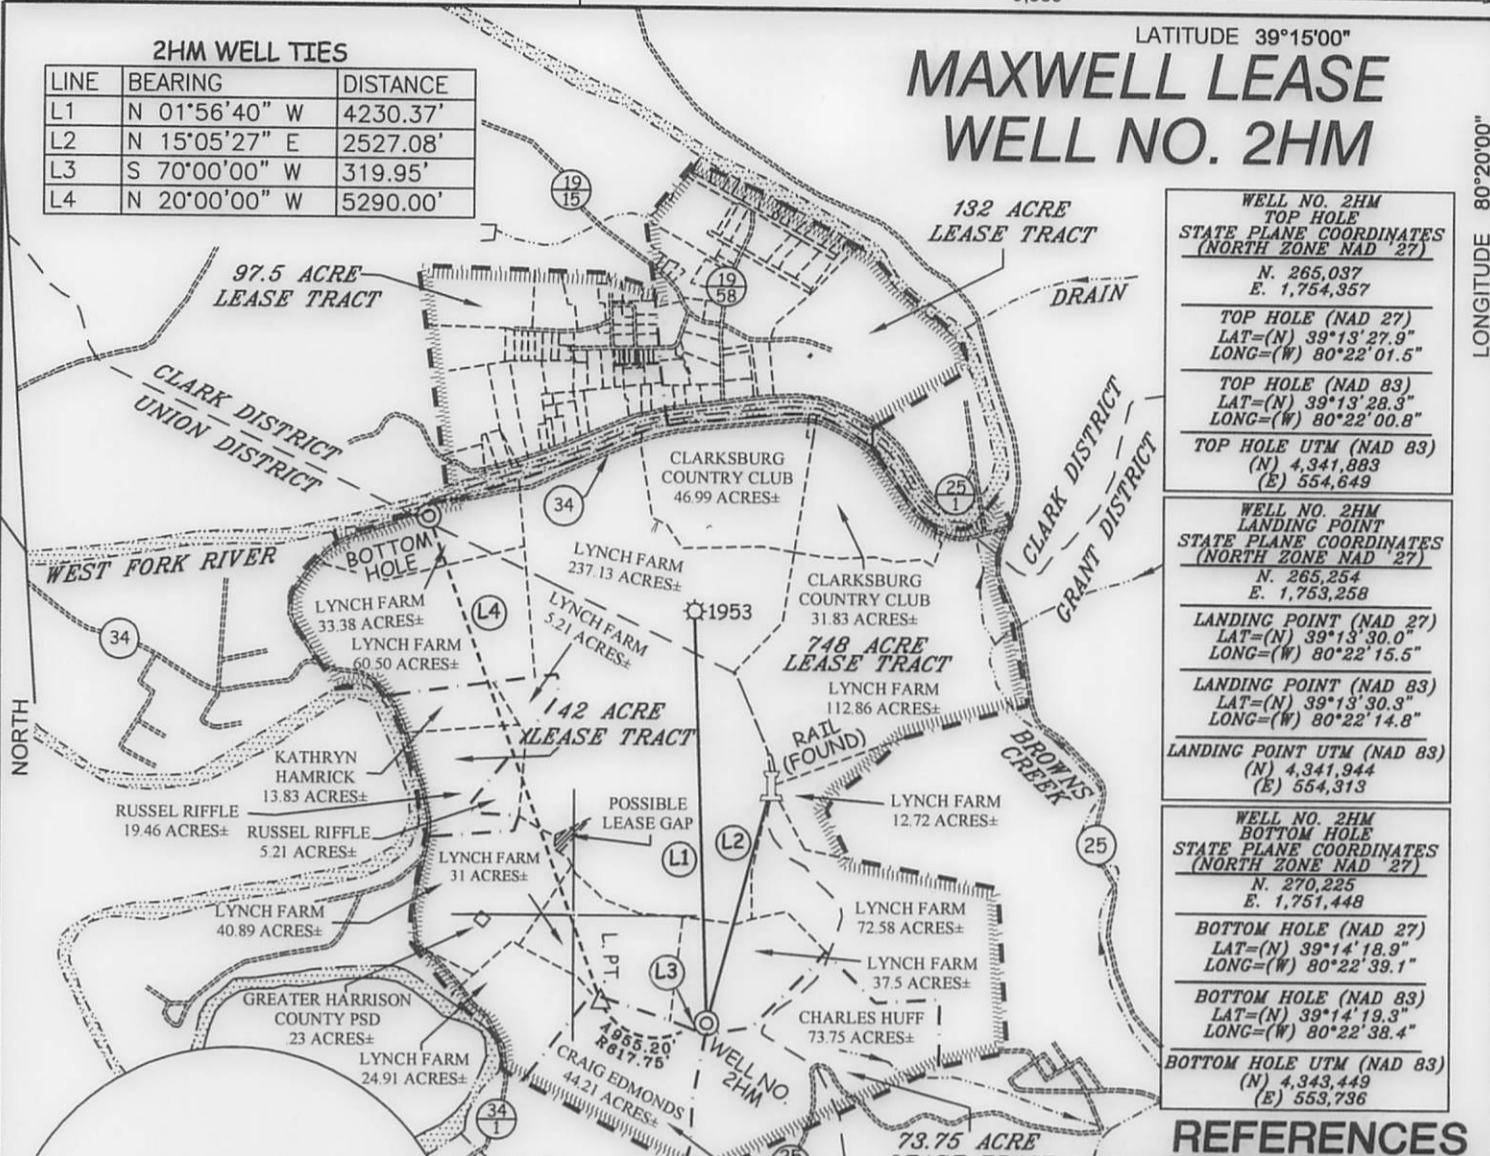 LATITUDE 39°15'00"
MAXWELL LEASE
WELL NO. 2HM
LONGITUDE 80°20'00"
2HM WELL TIES
LINE BEARING DISTANCE
L1 N 01°56'40" W 4230.37'
L2 N 15°05'27" E 2527.08'
L3 S 70°00'00" W 319.95'
L4 N 20°00'00" W 5290.00'
19
15
132 ACRE
LEASE TRACT
97.5 ACRE
LEASE TRACT
19
58
DRAIN
CLARK DISTRICT
UNION DISTRICT
CLARKSBURG
COUNTRY CLUB
46.99 ACRES±
34
25
1
CLARK DISTRICT
GRANT DISTRICT
WEST FORK RIVER
BOTTOM
HOLE
LYNCH FARM
237.13 ACRES±
CLARKSBURG
COUNTRY CLUB
31.83 ACRES±
LYNCH FARM
33.38 ACRES±
L4
LYNCH FARM
5.21 ACRES±
1953
34
LYNCH FARM
60.50 ACRES±
748 ACRE
LEASE TRACT
LYNCH FARM
112.86 ACRES±
142 ACRE
LEASE TRACT
NORTH
RAIL
(FOUND)
BROWNS
CREEK
KATHRYN
HAMRICK
13.83 ACRES±
RUSSEL RIFFLE
19.46 ACRES±
RUSSEL RIFFLE
5.21 ACRES±
POSSIBLE
LEASE GAP
LYNCH FARM
12.72 ACRES±
L1
L2
25
LYNCH FARM
31 ACRES±
LYNCH FARM
40.89 ACRES±
LYNCH FARM
72.58 ACRES±
L.PT
L3
LYNCH FARM
37.5 ACRES±
GREATER HARRISON
COUNTY PSD
.23 ACRES±
CHARLES HUFF
73.75 ACRES±
A955.20
R617.75'
WELL NO.
2HM
LYNCH FARM
24.91 ACRES±
CRAIG EDMONDS
44.21 ACRES±
34
1
25
73.75 ACRE
WELL NO. 2HM
TOP HOLE
STATE PLANE COORDINATES
(NORTH ZONE NAD '27)
N. 265,037
E. 1,754,357
TOP HOLE (NAD 27)
LAT=(N) 39°13'27.9"
LONG=(W) 80°22'01.5"
TOP HOLE (NAD 83)
LAT=(N) 39°13'28.3"
LONG=(W) 80°22'00.8"
TOP HOLE UTM (NAD 83)
(N) 4,341,883
(E) 554,649
WELL NO. 2HM
LANDING POINT
STATE PLANE COORDINATES
(NORTH ZONE NAD '27)
N. 265,254
E. 1,753,258
LANDING POINT (NAD 27)
LAT=(N) 39°13'30.0"
LONG=(W) 80°22'15.5"
LANDING POINT (NAD 83)
LAT=(N) 39°13'30.3"
LONG=(W) 80°22'14.8"
LANDING POINT UTM (NAD 83)
(N) 4,341,944
(E) 554,313
WELL NO. 2HM
BOTTOM HOLE
STATE PLANE COORDINATES
(NORTH ZONE NAD '27)
N. 270,225
E. 1,751,448
BOTTOM HOLE (NAD 27)
LAT=(N) 39°14'18.9"
LONG=(W) 80°22'39.1"
BOTTOM HOLE (NAD 83)
LAT=(N) 39°14'19.3"
LONG=(W) 80°22'38.4"
BOTTOM HOLE UTM (NAD 83)
(N) 4,343,449
(E) 553,736
REFERENCES